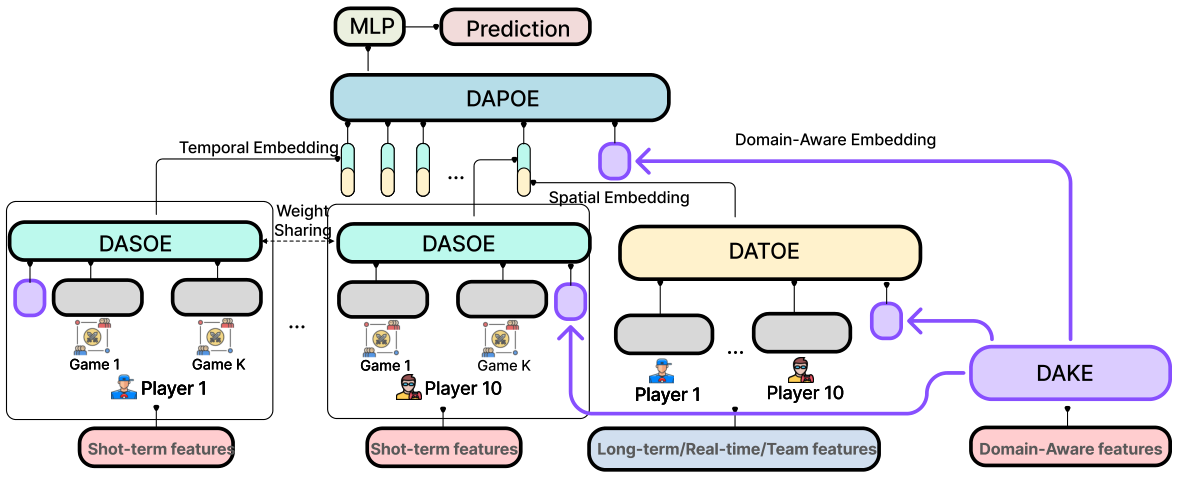 MLP
Prediction
DAPOE
Temporal Embedding
Domain-Aware Embedding
...
Spatial Embedding
Weight
Sharing
DASOE
DASOE
DATOE
...
Game 1
Game K
Game 1
Game K
...
Player 1
Player 10
Player 1
Player 10
DAKE
Shot-term features
Shot-term features
Long-term/Real-time/Team features
Domain-Aware features